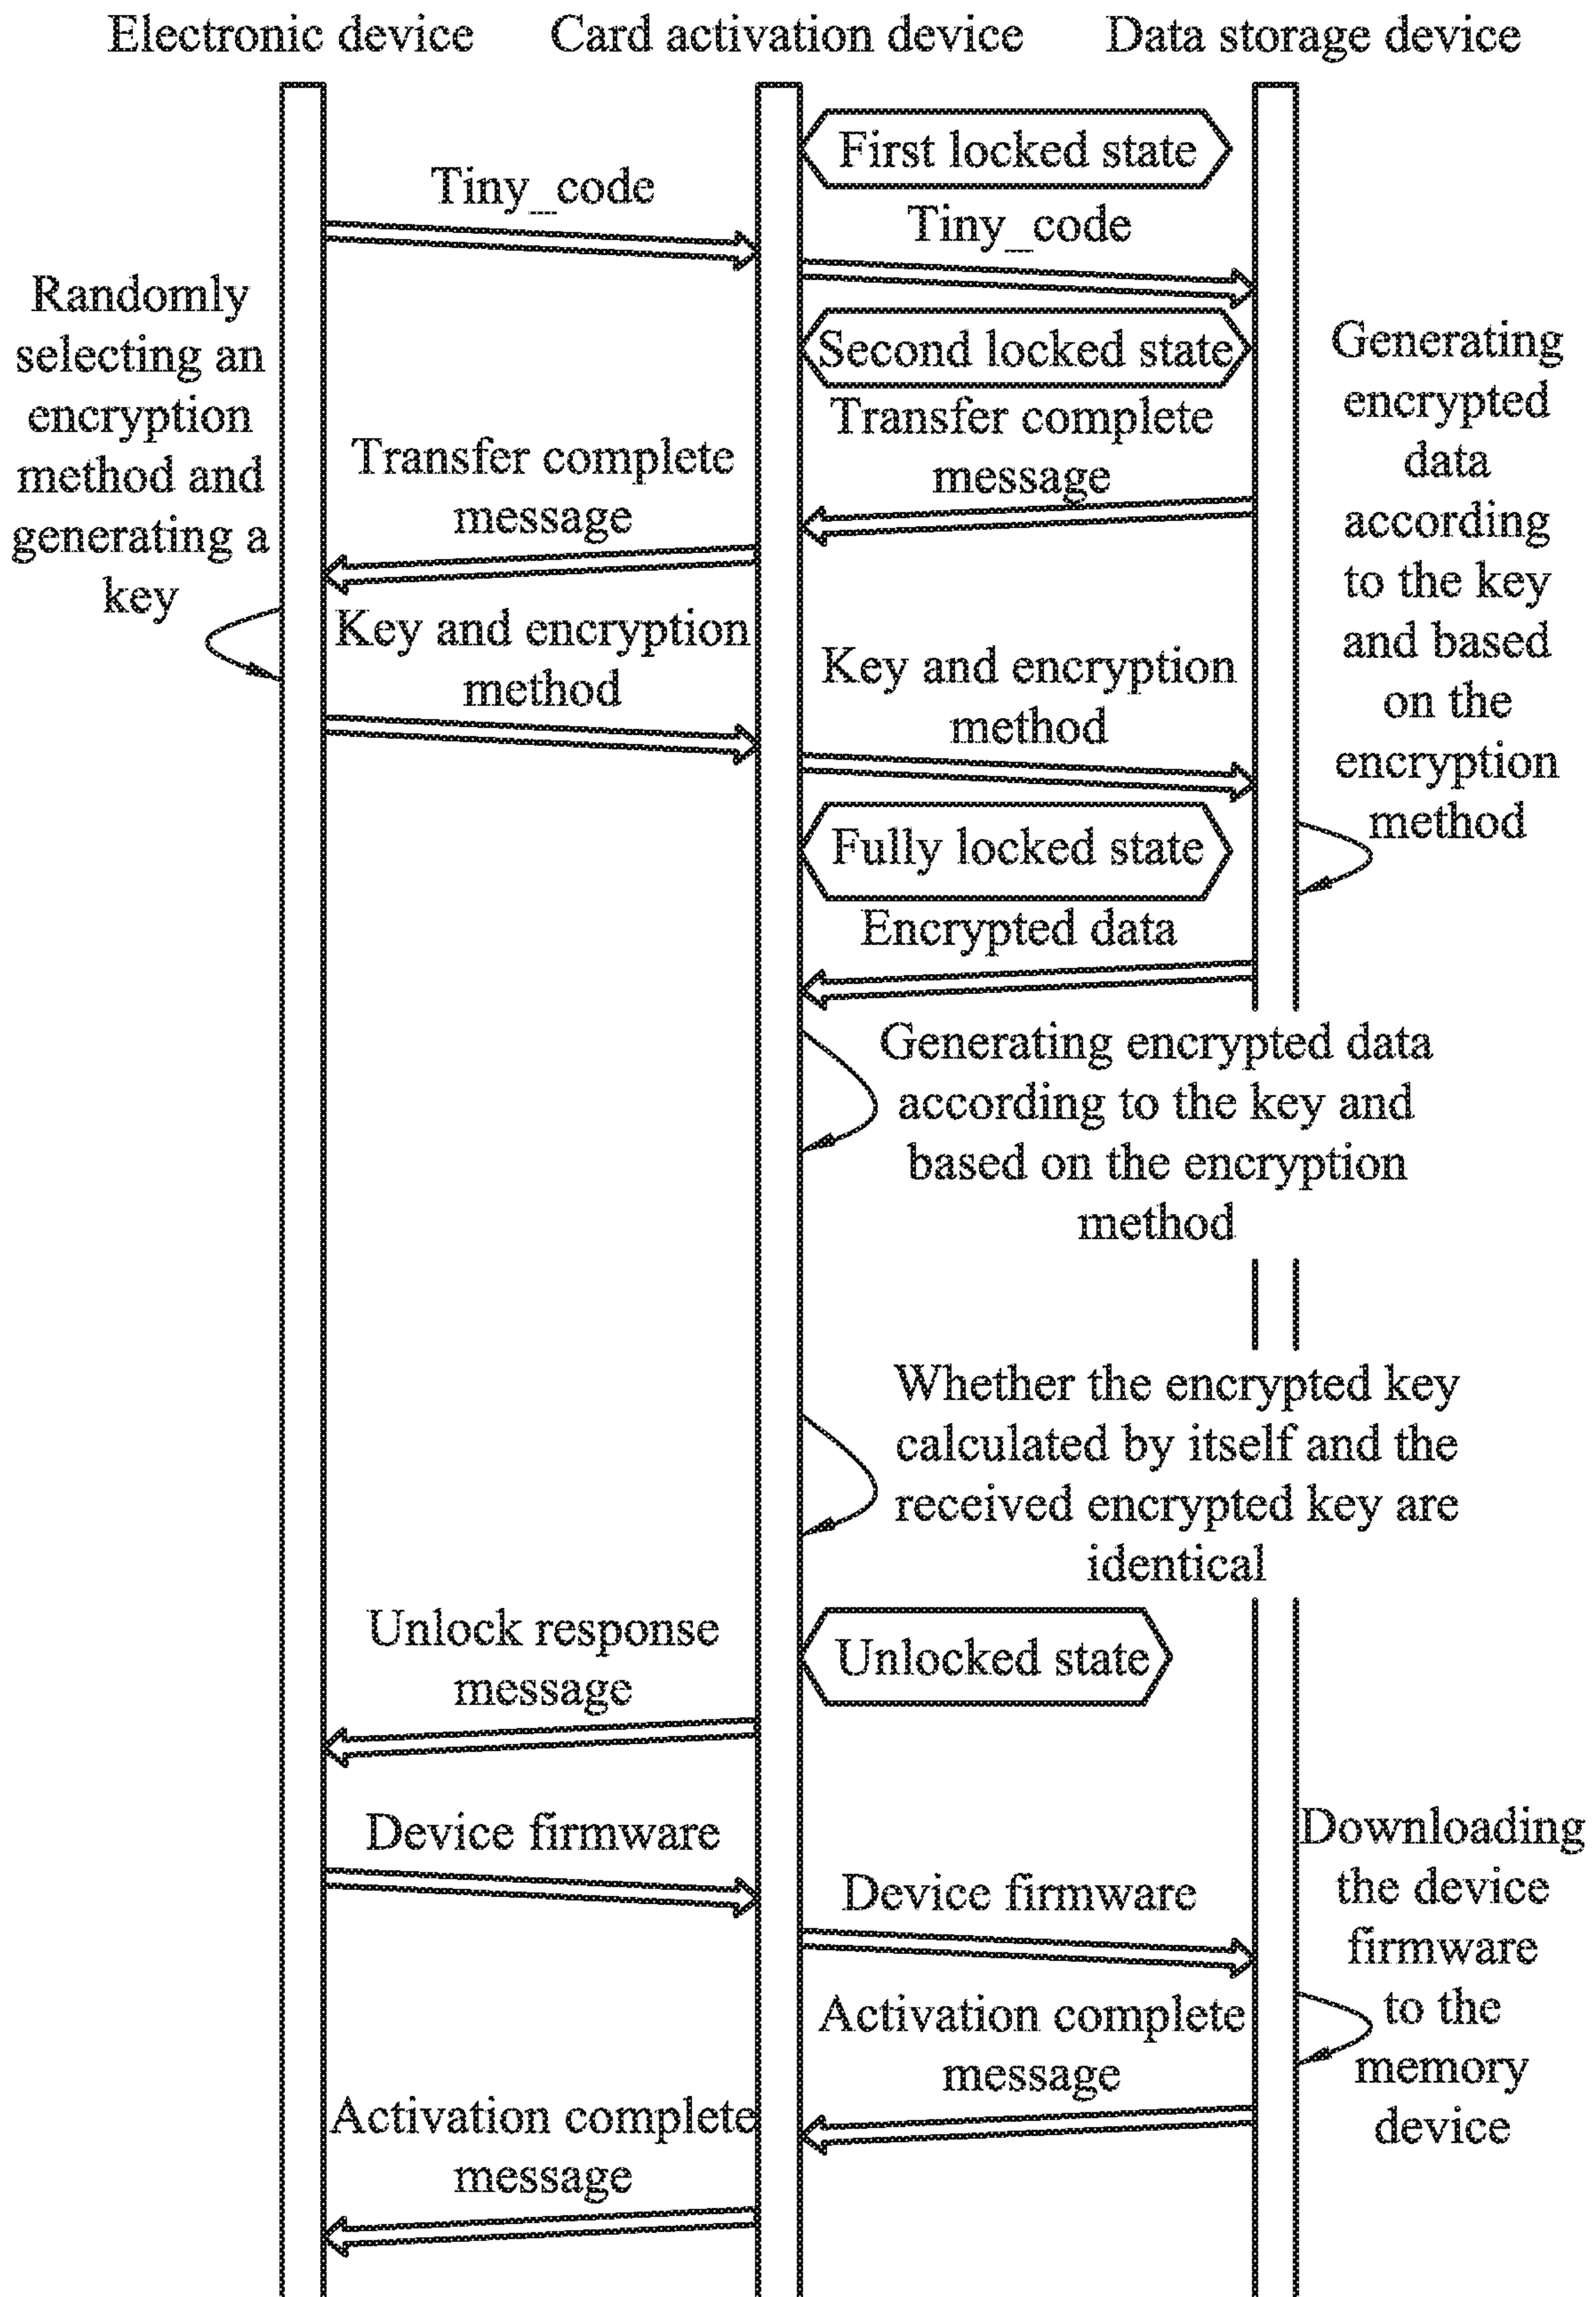 Electronic device
Card activation device
Data storage device
First locked state
Tiny_code
Tiny_code
Randomly
selecting an
encryption
method and
generating a
key
Second locked state
Generating
encrypted
data
according
to the key
and based
on the
encryption
method
Transfer complete
message
Transfer complete
message
Key and encryption
method
Key and encryption
method
Fully locked state
Encrypted data
Generating encrypted data
according to the key and
based on the encryption
method
Whether the encrypted key
calculated by itself and the
received encrypted key are
identical
Unlocked state
Unlock response
message
Device firmware
Device firmware
Downloading
the device
firmware
to the
memory
device
Activation complete
message
Activation complete
message